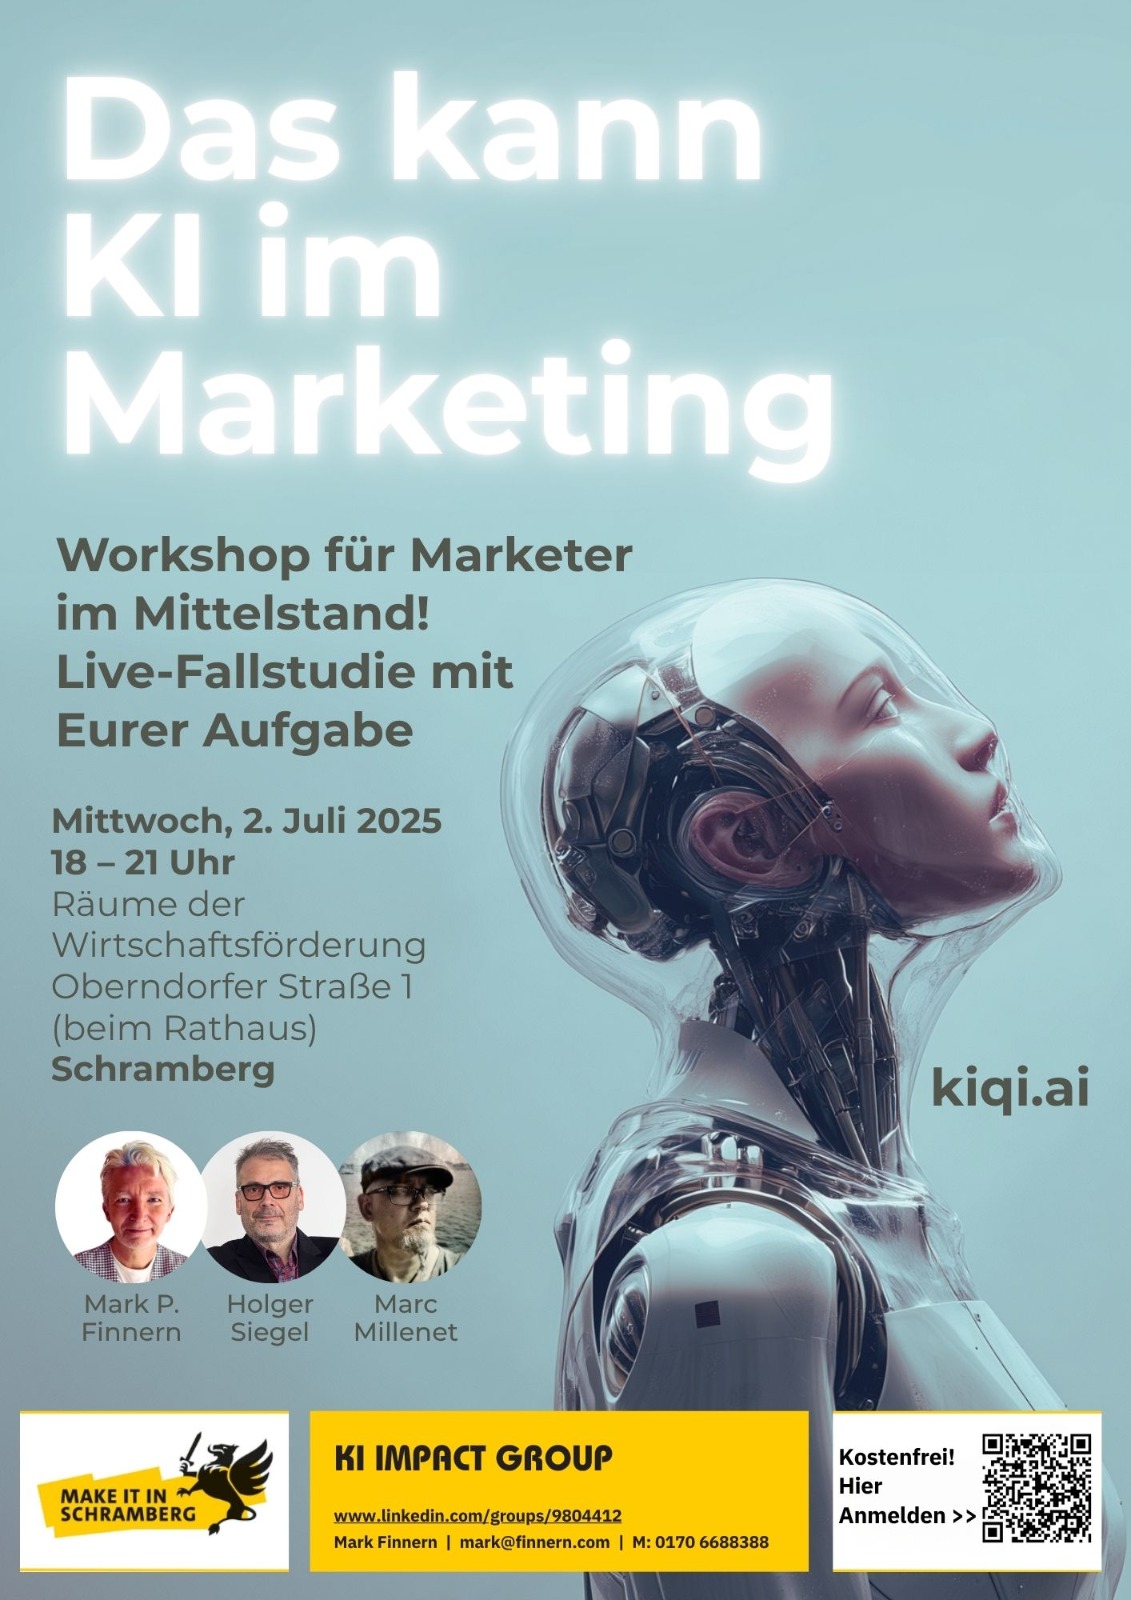 Das kann
KI im
Marketing
Workshop für Marketer
im Mittelstand!
Live-Fallstudie mit
Eurer Aufgabe
Mittwoch, 2. Juli 2025
18 – 21 Uhr
Räume der
Wirtschaftsförderung
Oberndorfer Straße 1
(beim Rathaus)
Schramberg
kiqi.ai
Mark P.
Finnern
Holger
Siegel
Marc
Millenet
MAKE IT IN
SCHRAMBERG
KI IMPACT GROUP
www.linkedin.com/groups/9804412
Mark Finnern | mark@finnern.com | M: 0170 6688388
Kostenfrei!
Hier
Anmelden >>